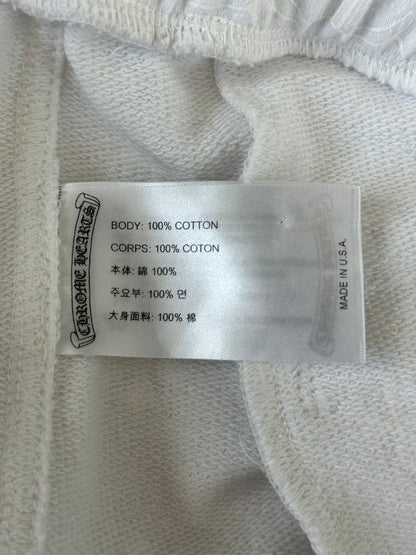 CHROME HEARTS
BODY: 100% COTTON
CORPS: 100% COTON
本体: 綿 100%
주요부: 100% 면
大身面料: 100% 棉
MADE IN U.S.A.